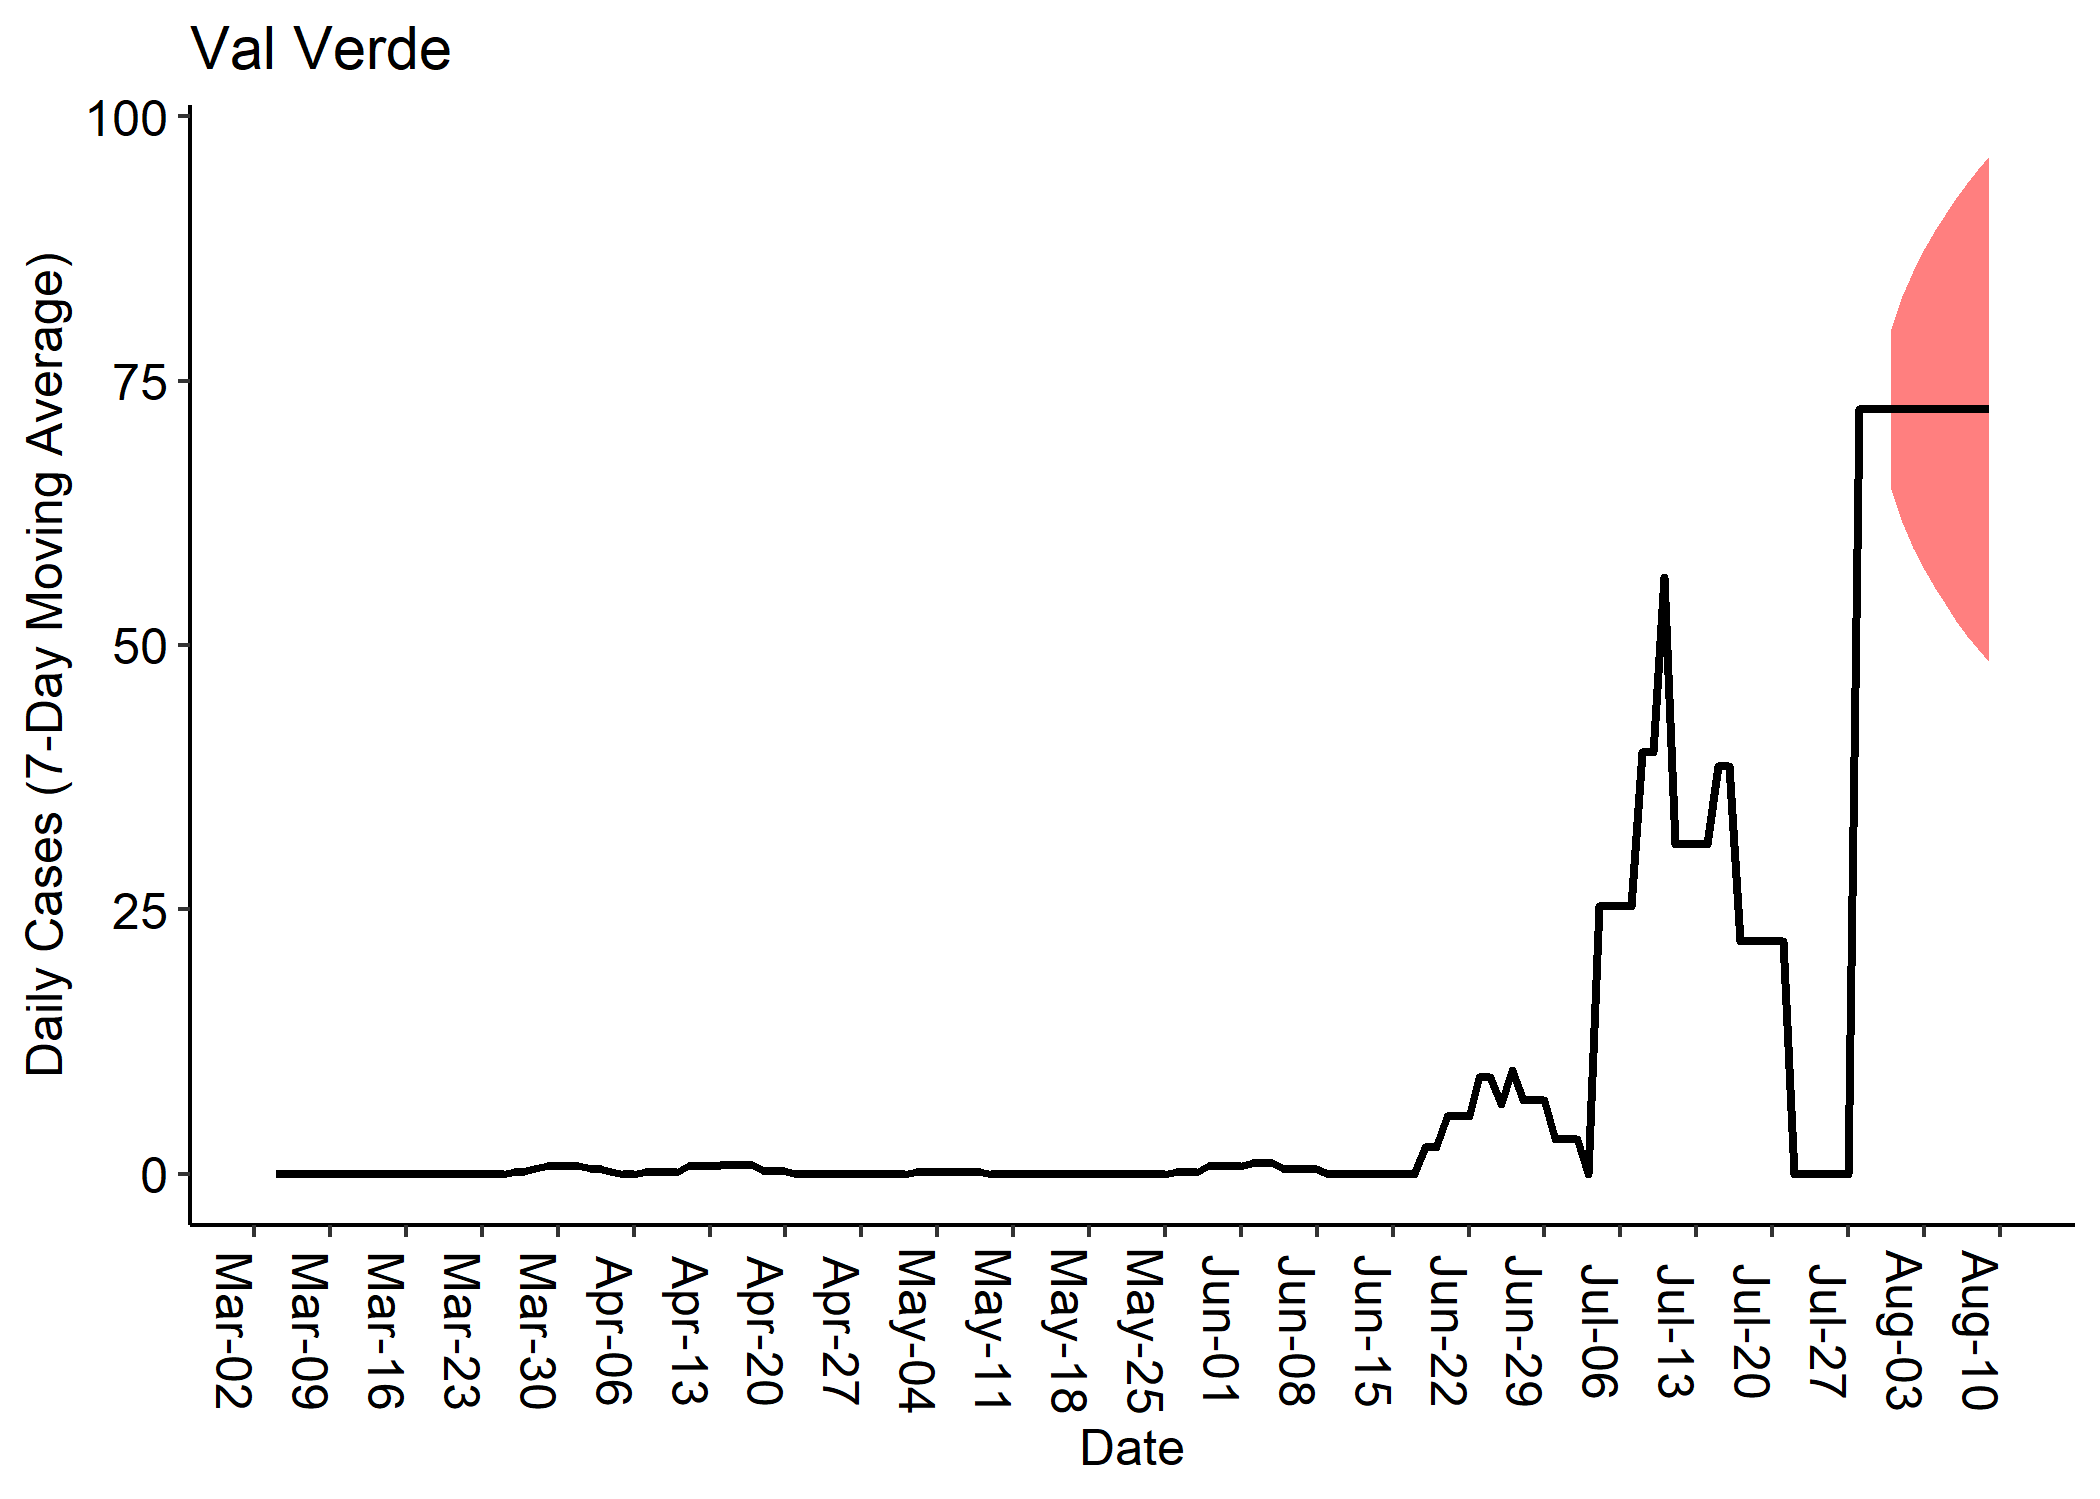 Val Verde
Daily Cases (7-Day Moving Average)
100
75
50
25
0
Mar-02
Mar-09
Mar-16
Mar-23
Mar-30
Apr-06
Apr-13
Apr-20
Apr-27
May-04
May-11
May-18
May-25
Jun-01
Jun-08
Jun-15
Jun-22
Jun-29
Jul-06
Jul-13
Jul-20
Jul-27
Aug-03
Aug-10
Date